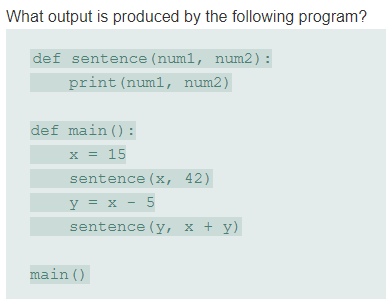 What output is produced by the following program?
def sentence(num1, num2):
    print(num1, num2)
def main():
    x = 15
    sentence(x, 42)
    y = x - 5
    sentence(y, x + y)
main()